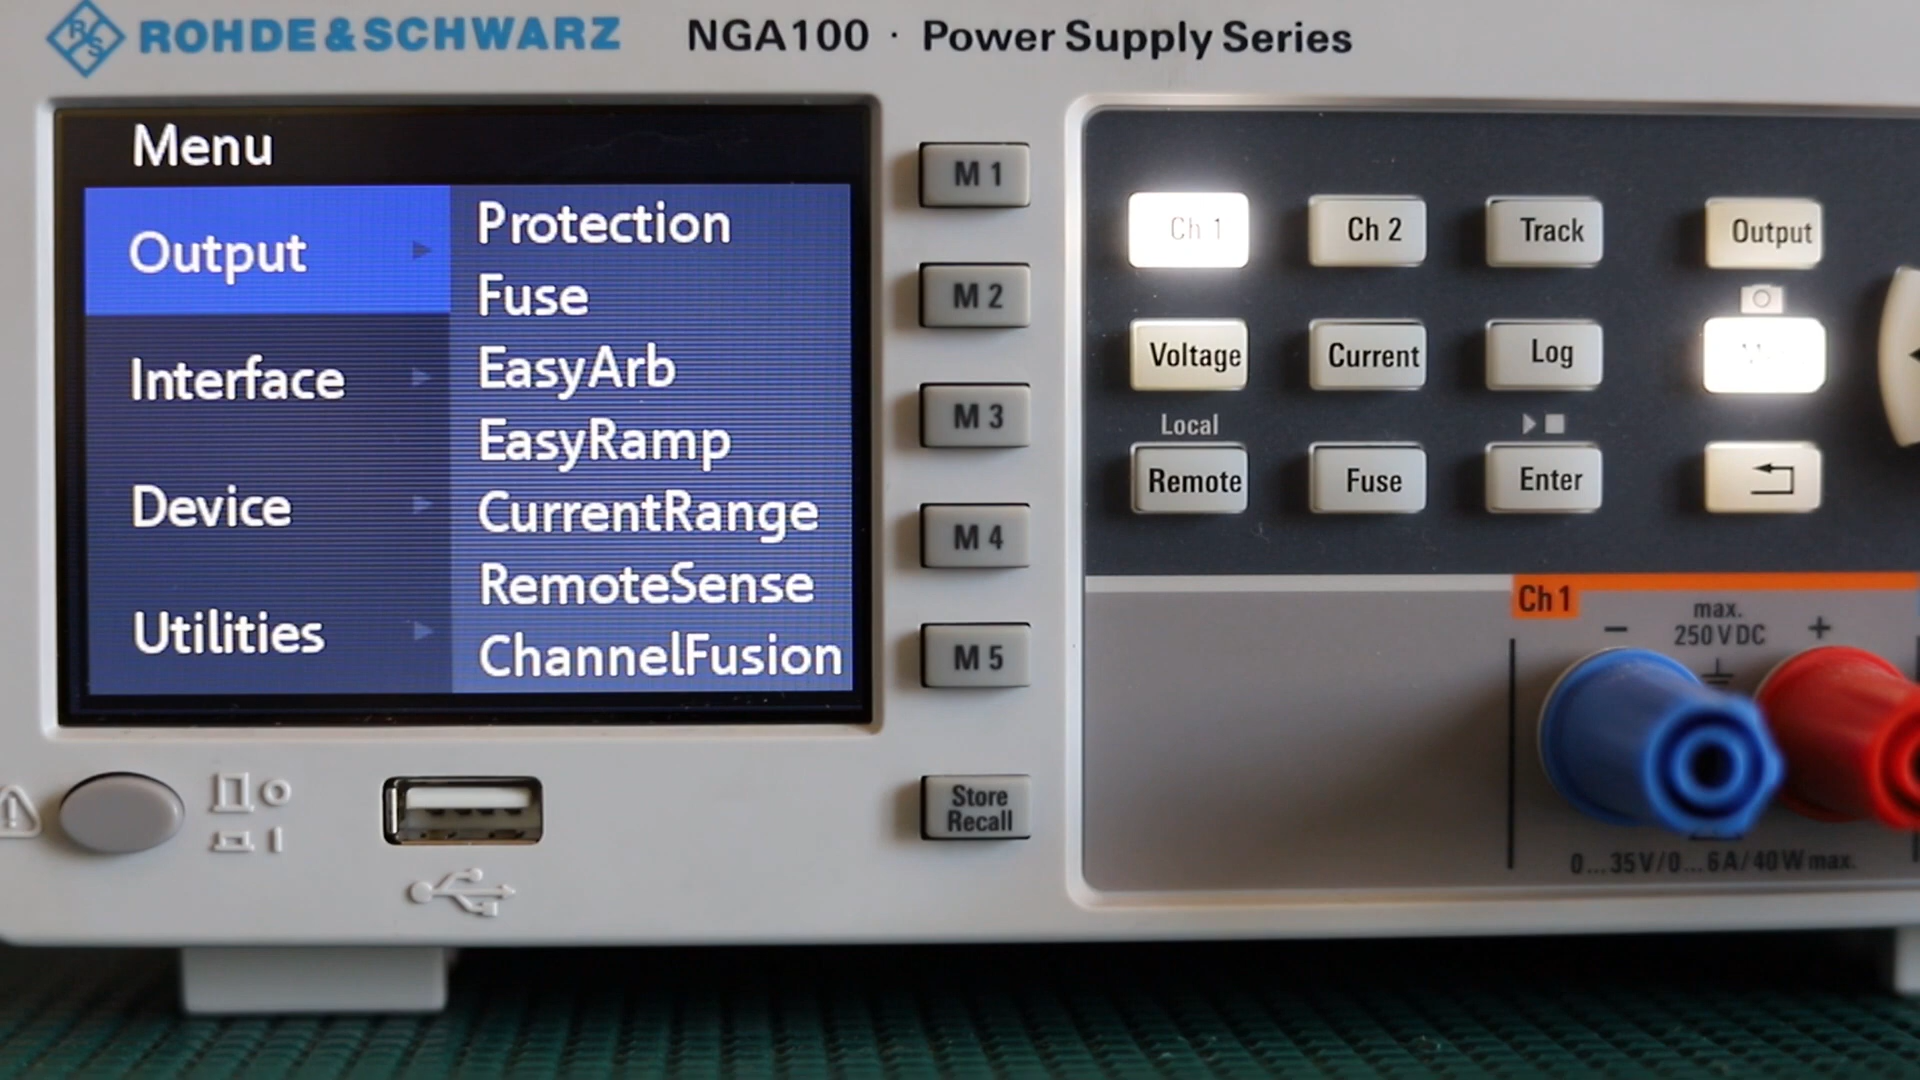 R S ROHDE & SCHWARZ NGA100 · Power Supply Series
Menu
Output
Interface
Device
Utilities
Protection
Fuse
EasyArb
EasyRamp
CurrentRange
RemoteSense
ChannelFusion
M 1
M 2
M 3
M 4
M 5
Store
Recall
Ch 1 Ch 2 Track Output
Voltage Current Log
Local
Remote Fuse Enter
Ch 1
max.
250 V DC
− +
0...35 V / 0...6 A / 40 W max.